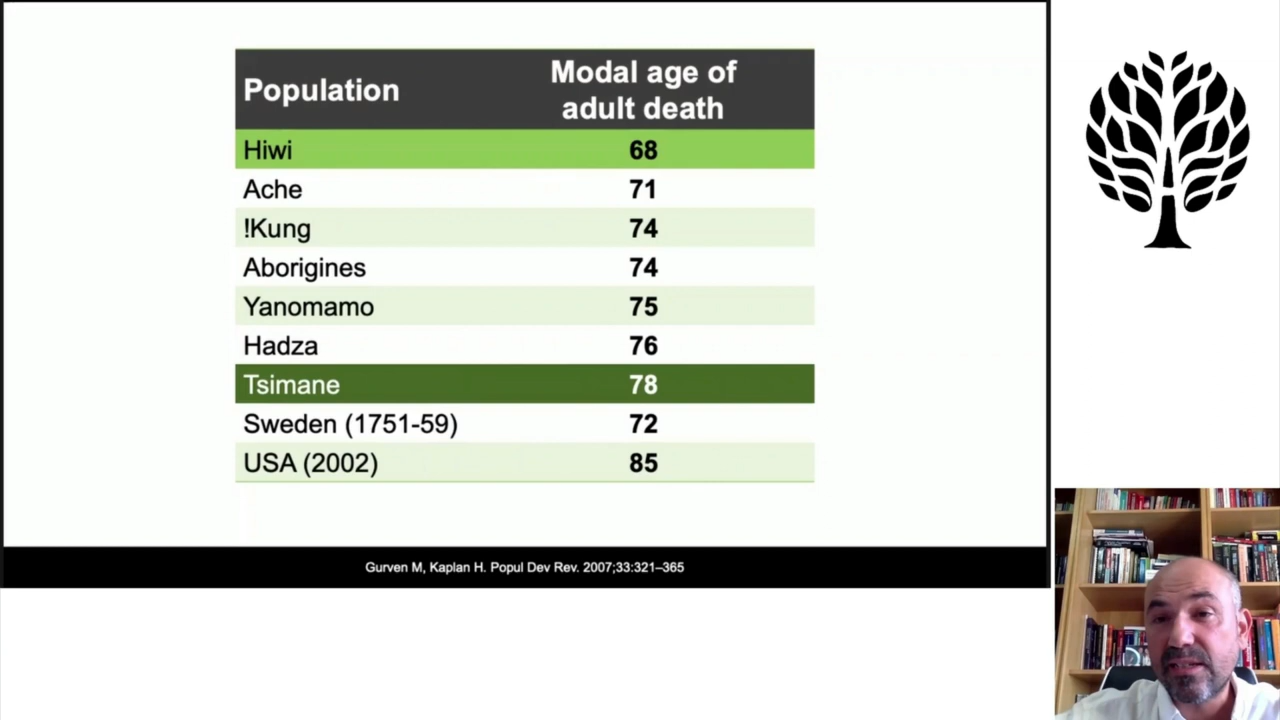 Population Modal age of
adult death
Hiwi 68
Ache 71
!Kung 74
Aborigines 74
Yanomamo 75
Hadza 76
Tsimane 78
Sweden (1751-59) 72
USA (2002) 85
Gurven M, Kaplan H. Popul Dev Rev. 2007;33:321–365